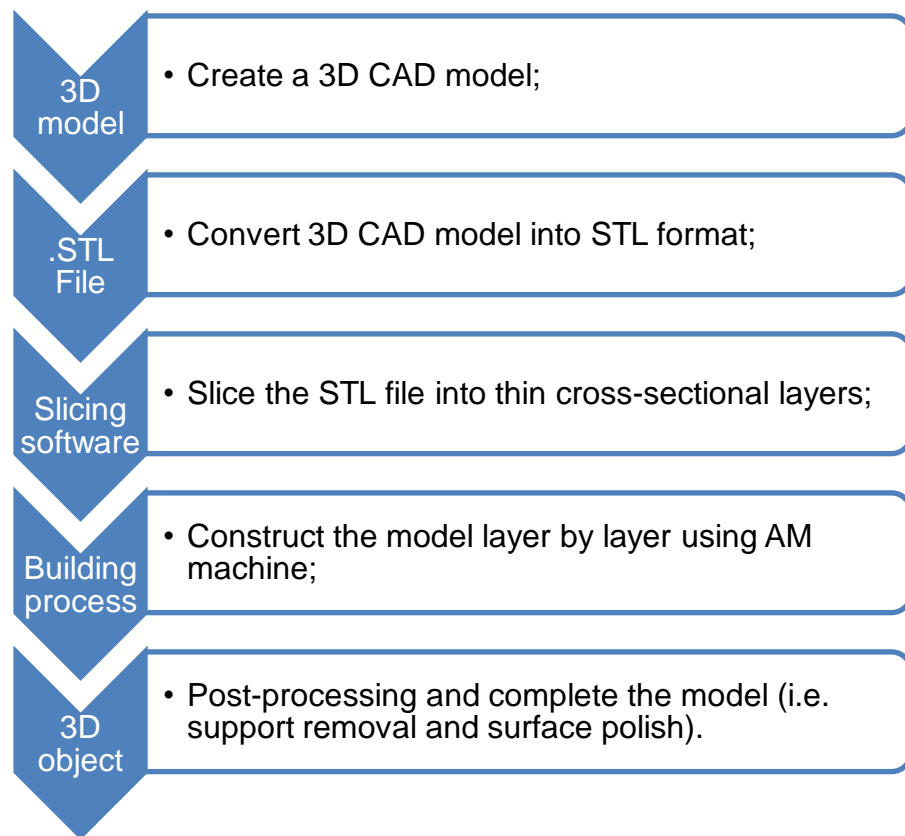 3D
model
• Create a 3D CAD model;
.STL
File
• Convert 3D CAD model into STL format;
Slicing
software
• Slice the STL file into thin cross-sectional layers;
Building
process
• Construct the model layer by layer using AM
machine;
3D
object
• Post-processing and complete the model (i.e.
support removal and surface polish).